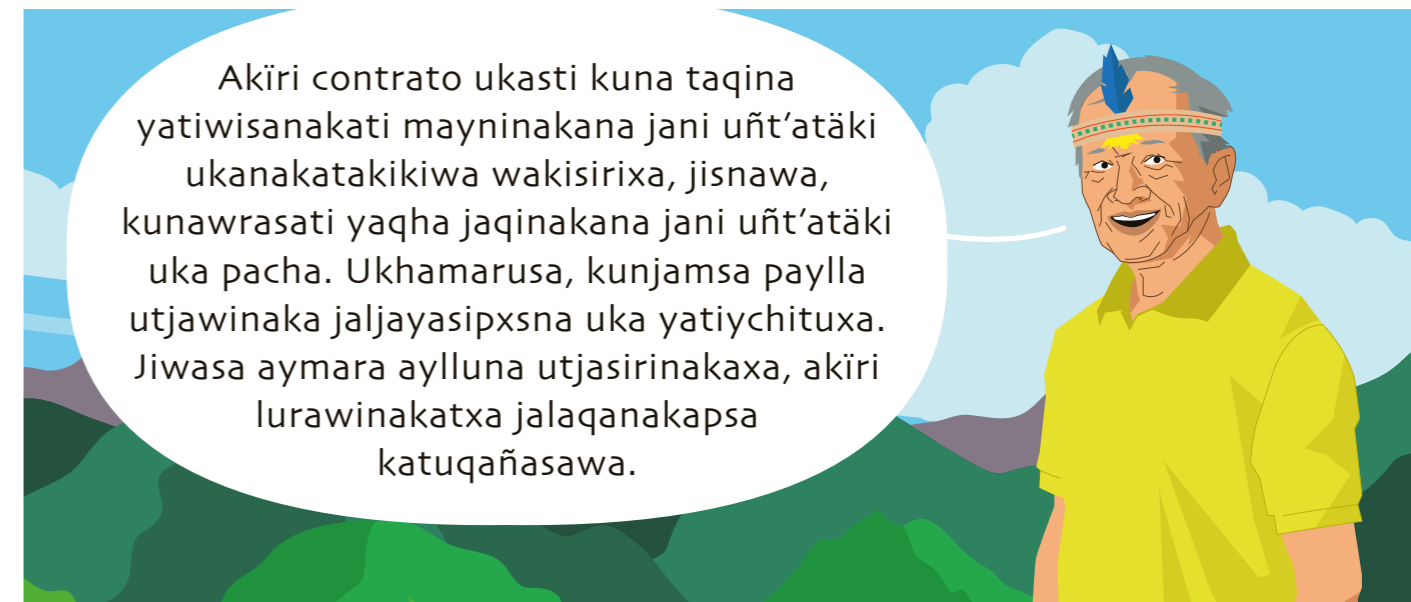 Akïri contrato ukasti kuna taqina
yatiwisanakati mayninakana jani uñt’atäki
ukanakatakikiwa wakisirixa, jisnawa,
kunawrasati yaqha jaqinakana jani uñt’atäki
uka pacha. Ukhamarusa, kunjamsa paylla
utjawinaka jaljayasipxsna uka yatiychituxa.
Jiwasa aymara aylluna utjasirinakaxa, akïri
lurawinakatxa jalaqanakapsa
katuqañasawa.